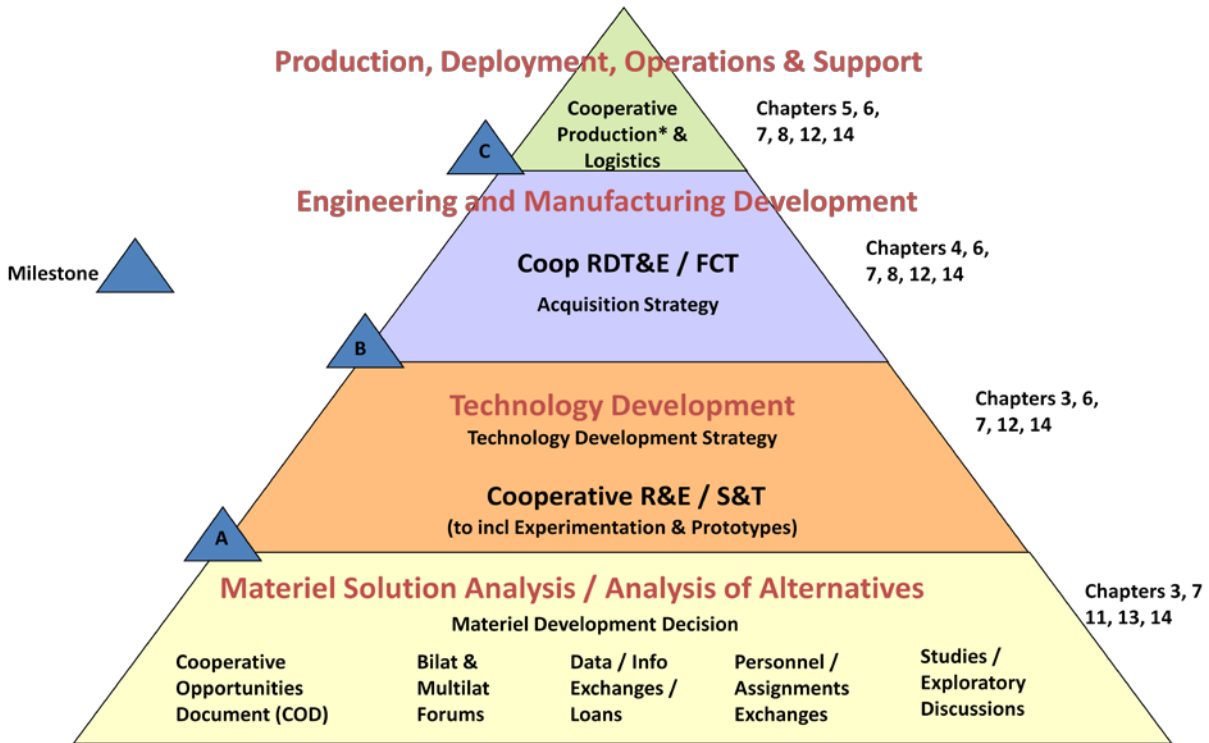 Production, Deployment, Operations & Support
Cooperative
Production* &
Logistics
Chapters 5, 6,
7, 8, 12, 14
C
Engineering and Manufacturing Development
Coop RDT&E / FCT
Acquisition Strategy
Chapters 4, 6,
7, 8, 12, 14
Milestone
B
Technology Development
Technology Development Strategy
Cooperative R&E / S&T
(to incl Experimentation & Prototypes)
Chapters 3, 6,
7, 12, 14
A
Materiel Solution Analysis / Analysis of Alternatives
Materiel Development Decision
Chapters 3, 7
11, 13, 14
Cooperative
Opportunities
Document (COD)
Bilat &
Multilat
Forums
Data / Info
Exchanges /
Loans
Personnel /
Assignments
Exchanges
Studies /
Exploratory
Discussions